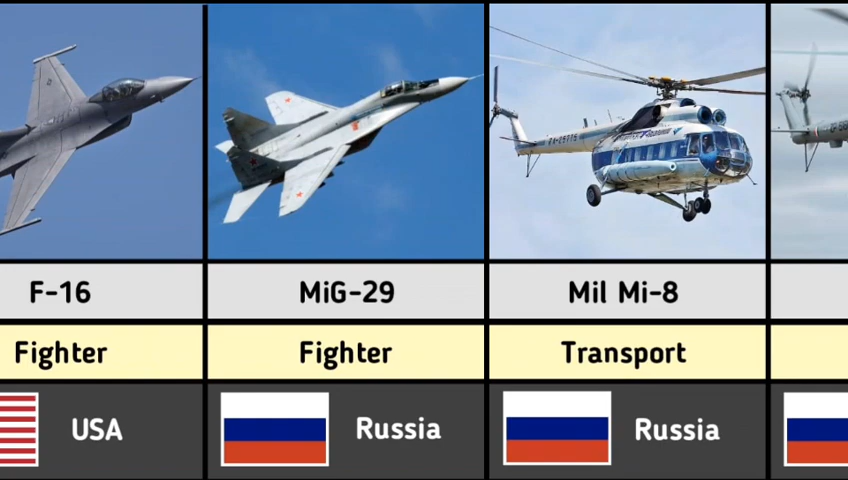 F-16
MiG-29
Mil Mi-8
Fighter
Fighter
Transport
USA
Russia
Russia